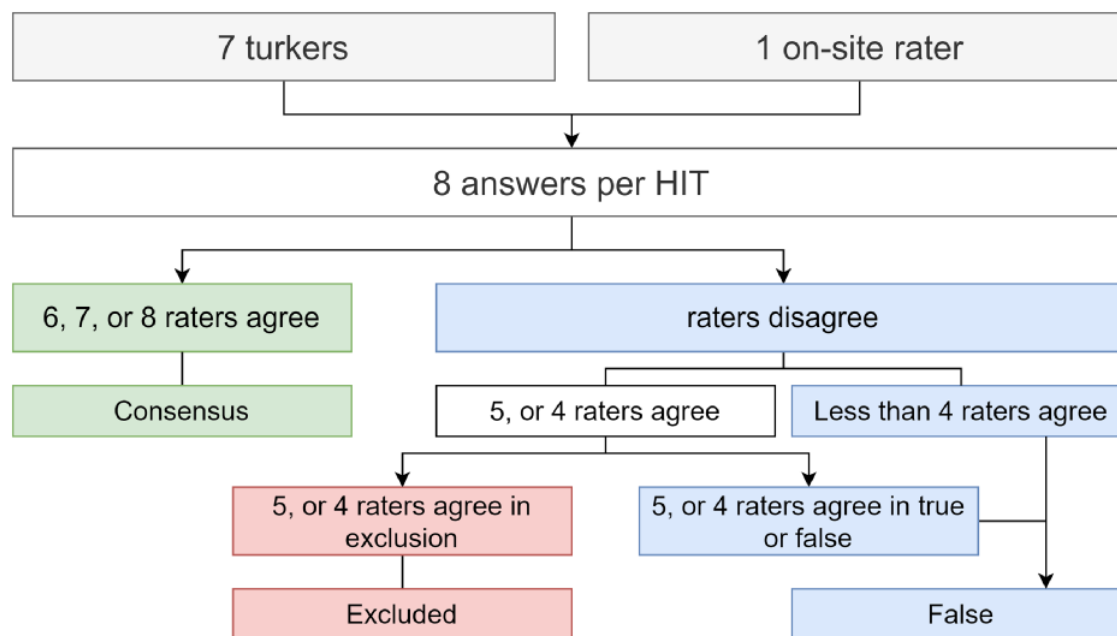 7 turkers
1 on-site rater
8 answers per HIT
6, 7, or 8 raters agree
raters disagree
Consensus
5, or 4 raters agree
Less than 4 raters agree
5, or 4 raters agree in
exclusion
5, or 4 raters agree in true
or false
Excluded
False